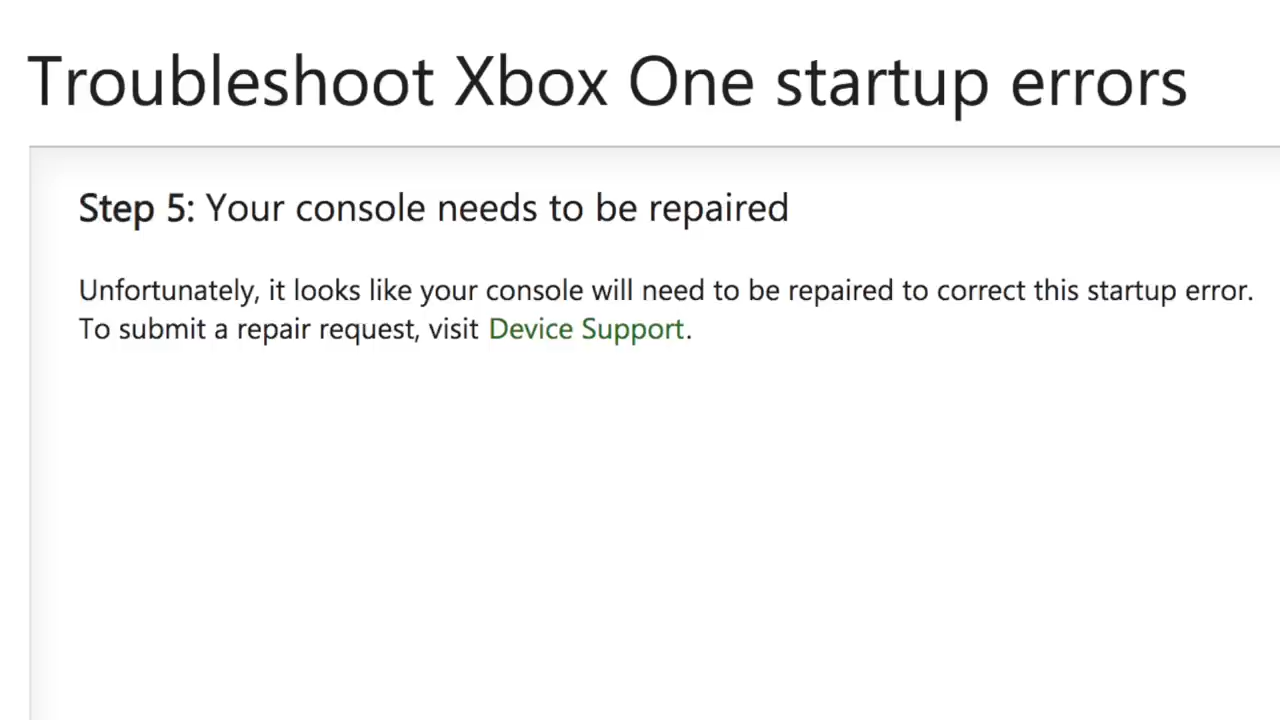 Troubleshoot Xbox One startup errors
Step 5: Your console needs to be repaired
Unfortunately, it looks like your console will need to be repaired to correct this startup error.
To submit a repair request, visit Device Support.